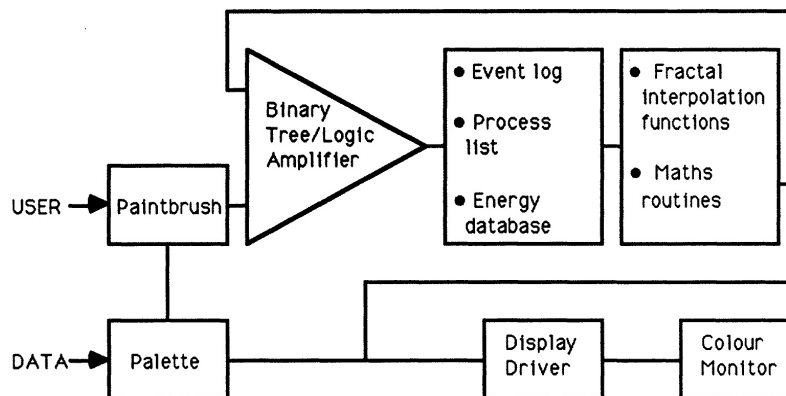 Binary
Tree/Logic
Amplifier
● Event log
● Process
list
● Energy
database
● Fractal
interpolation
functions
● Maths
routines
USER
Paintbrush
DATA
Palette
Display
Driver
Colour
Monitor